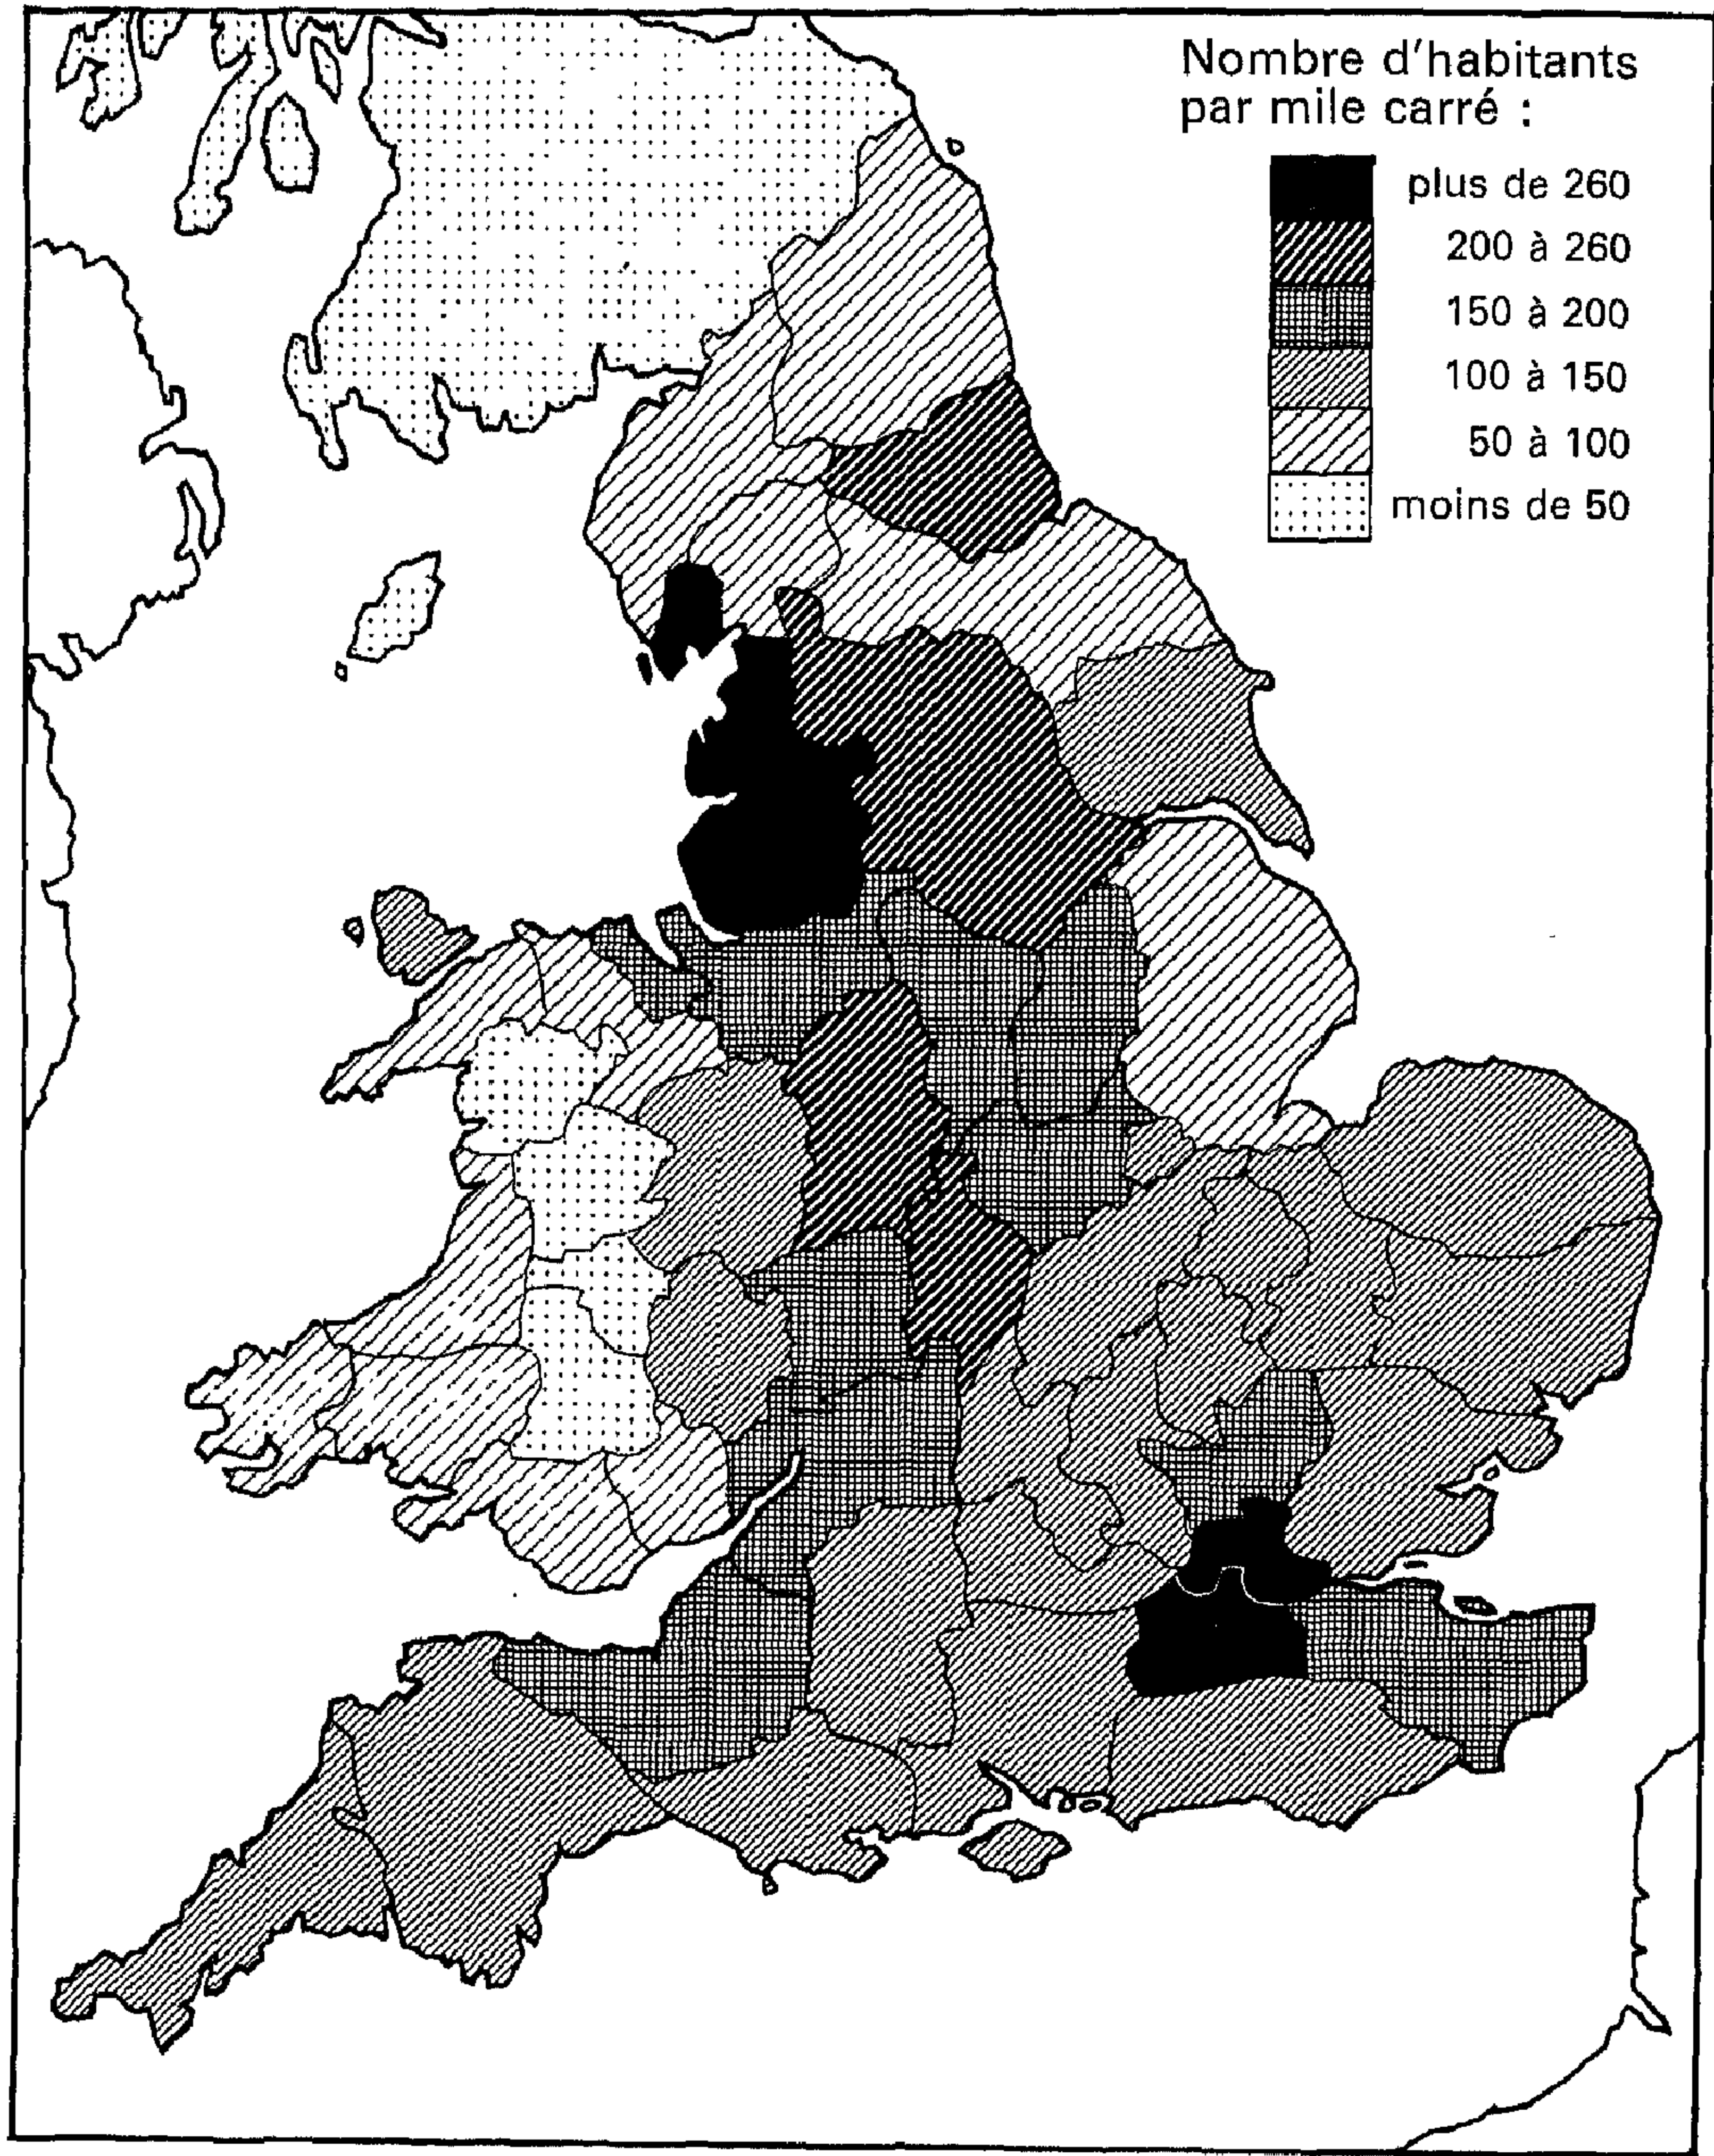 Nombre d'habitants
par mile carré :
plus de 260
200 à 260
150 à 200
100 à 150
50 à 100
moins de 50